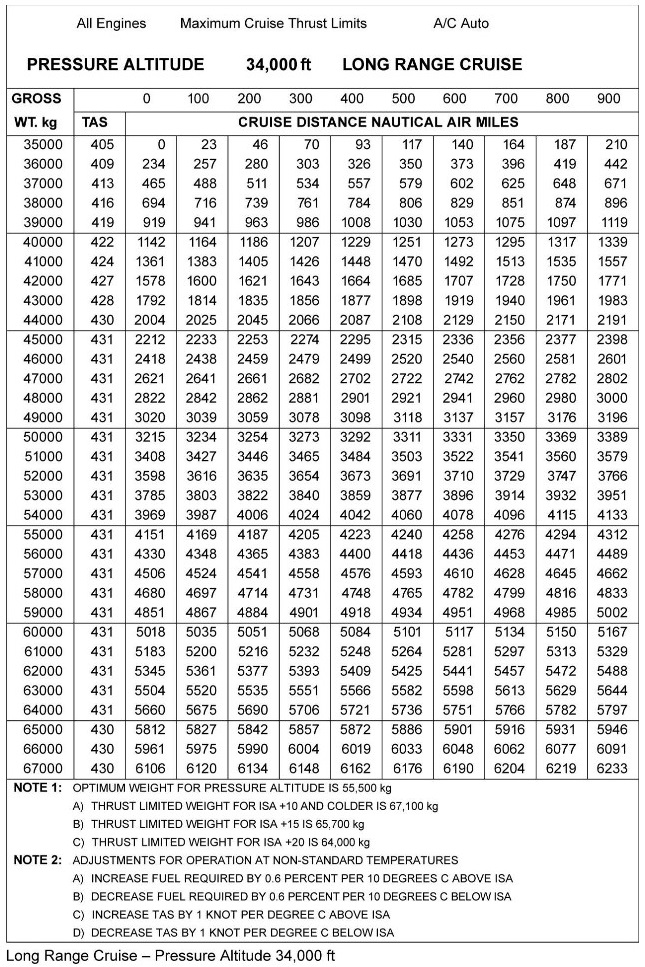 All Engines Maximum Cruise Thrust Limits A/C Auto
PRESSURE ALTITUDE 34,000 ft LONG RANGE CRUISE
GROSS 0 100 200 300 400 500 600 700 800 900
WT. kg TAS CRUISE DISTANCE NAUTICAL AIR MILES
35000 405 0 23 46 70 93 117 140 164 187 210
36000 409 234 257 280 303 326 350 373 396 419 442
37000 413 465 488 511 534 557 579 602 625 648 671
38000 416 694 716 739 761 784 806 829 851 874 896
39000 419 919 941 963 986 1008 1030 1053 1075 1097 1119
40000 422 1142 1164 1186 1207 1229 1251 1273 1295 1317 1339
41000 424 1361 1383 1405 1426 1448 1470 1492 1513 1535 1557
42000 427 1578 1600 1621 1643 1664 1685 1707 1728 1750 1771
43000 428 1792 1814 1835 1856 1877 1898 1919 1940 1961 1983
44000 430 2004 2025 2045 2066 2087 2108 2129 2150 2171 2191
45000 431 2212 2233 2253 2274 2295 2315 2336 2356 2377 2398
46000 431 2418 2438 2459 2479 2499 2520 2540 2560 2581 2601
47000 431 2621 2641 2661 2682 2702 2722 2742 2762 2782 2802
48000 431 2822 2842 2862 2881 2901 2921 2941 2960 2980 3000
49000 431 3020 3039 3059 3078 3098 3118 3137 3157 3176 3196
50000 431 3215 3234 3254 3273 3292 3311 3331 3350 3369 3389
51000 431 3408 3427 3446 3465 3484 3503 3522 3541 3560 3579
52000 431 3598 3616 3635 3654 3673 3691 3710 3729 3747 3766
53000 431 3785 3803 3822 3840 3859 3877 3896 3914 3932 3951
54000 431 3969 3987 4006 4024 4042 4060 4078 4096 4115 4133
55000 431 4151 4169 4187 4205 4223 4240 4258 4276 4294 4312
56000 431 4330 4348 4365 4383 4400 4418 4436 4453 4471 4489
57000 431 4506 4524 4541 4558 4576 4593 4610 4628 4645 4662
58000 431 4680 4697 4714 4731 4748 4765 4782 4799 4816 4833
59000 431 4851 4867 4884 4901 4918 4934 4951 4968 4985 5002
60000 431 5018 5035 5051 5068 5084 5101 5117 5134 5150 5167
61000 431 5183 5200 5216 5232 5248 5264 5281 5297 5313 5329
62000 431 5345 5361 5377 5393 5409 5425 5441 5457 5472 5488
63000 431 5504 5520 5535 5551 5566 5582 5598 5613 5629 5644
64000 431 5660 5675 5690 5706 5721 5736 5751 5766 5782 5797
65000 430 5812 5827 5842 5857 5872 5886 5901 5916 5931 5946
66000 430 5961 5975 5990 6004 6019 6033 6048 6062 6077 6091
67000 430 6106 6120 6134 6148 6162 6176 6190 6204 6219 6233
NOTE 1: OPTIMUM WEIGHT FOR PRESSURE ALTITUDE IS 55,500 kg
A) THRUST LIMITED WEIGHT FOR ISA +10 AND COLDER IS 67,100 kg
B) THRUST LIMITED WEIGHT FOR ISA +15 IS 65,700 kg
C) THRUST LIMITED WEIGHT FOR ISA +20 IS 64,000 kg
NOTE 2: ADJUSTMENTS FOR OPERATION AT NON-STANDARD TEMPERATURES
A) INCREASE FUEL REQUIRED BY 0.6 PERCENT PER 10 DEGREES C ABOVE ISA
B) DECREASE FUEL REQUIRED BY 0.6 PERCENT PER 10 DEGREES C BELOW ISA
C) INCREASE TAS BY 1 KNOT PER DEGREE C ABOVE ISA
D) DECREASE TAS BY 1 KNOT PER DEGREE C BELOW ISA
Long Range Cruise – Pressure Altitude 34,000 ft